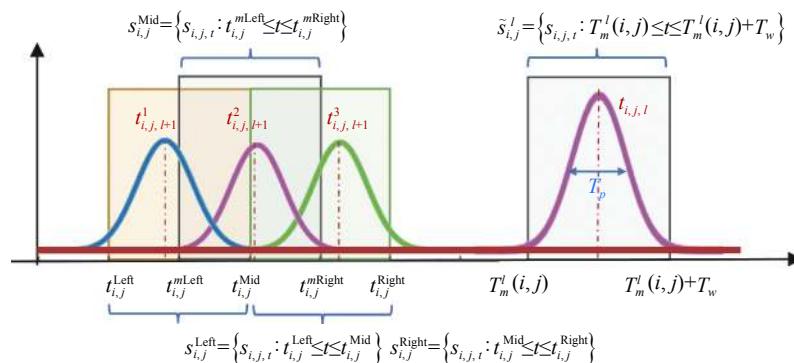 s_{i,j}^{Mid}={s_{i,j,t}: t_{i,j}^{mLeft}≤t≤t_{i,j}^{mRight}} s̃_{i,j}^{l}={s_{i,j,t}: T_m^l(i,j)≤t≤T_m^l(i,j)+T_w}
t_{i,j,l+1}^{1} t_{i,j,l+1}^{2} t_{i,j,l+1}^{3} t_{i,j,l}
T_p
t_{i,j}^{Left} t_{i,j}^{mLeft} t_{i,j}^{Mid} t_{i,j}^{mRight} t_{i,j}^{Right} T_m^l(i,j) T_m^l(i,j)+T_w
s_{i,j}^{Left}={s_{i,j,t}: t_{i,j}^{Left}≤t≤t_{i,j}^{Mid}} s_{i,j}^{Right}={s_{i,j,t}: t_{i,j}^{Mid}≤t≤t_{i,j}^{Right}}